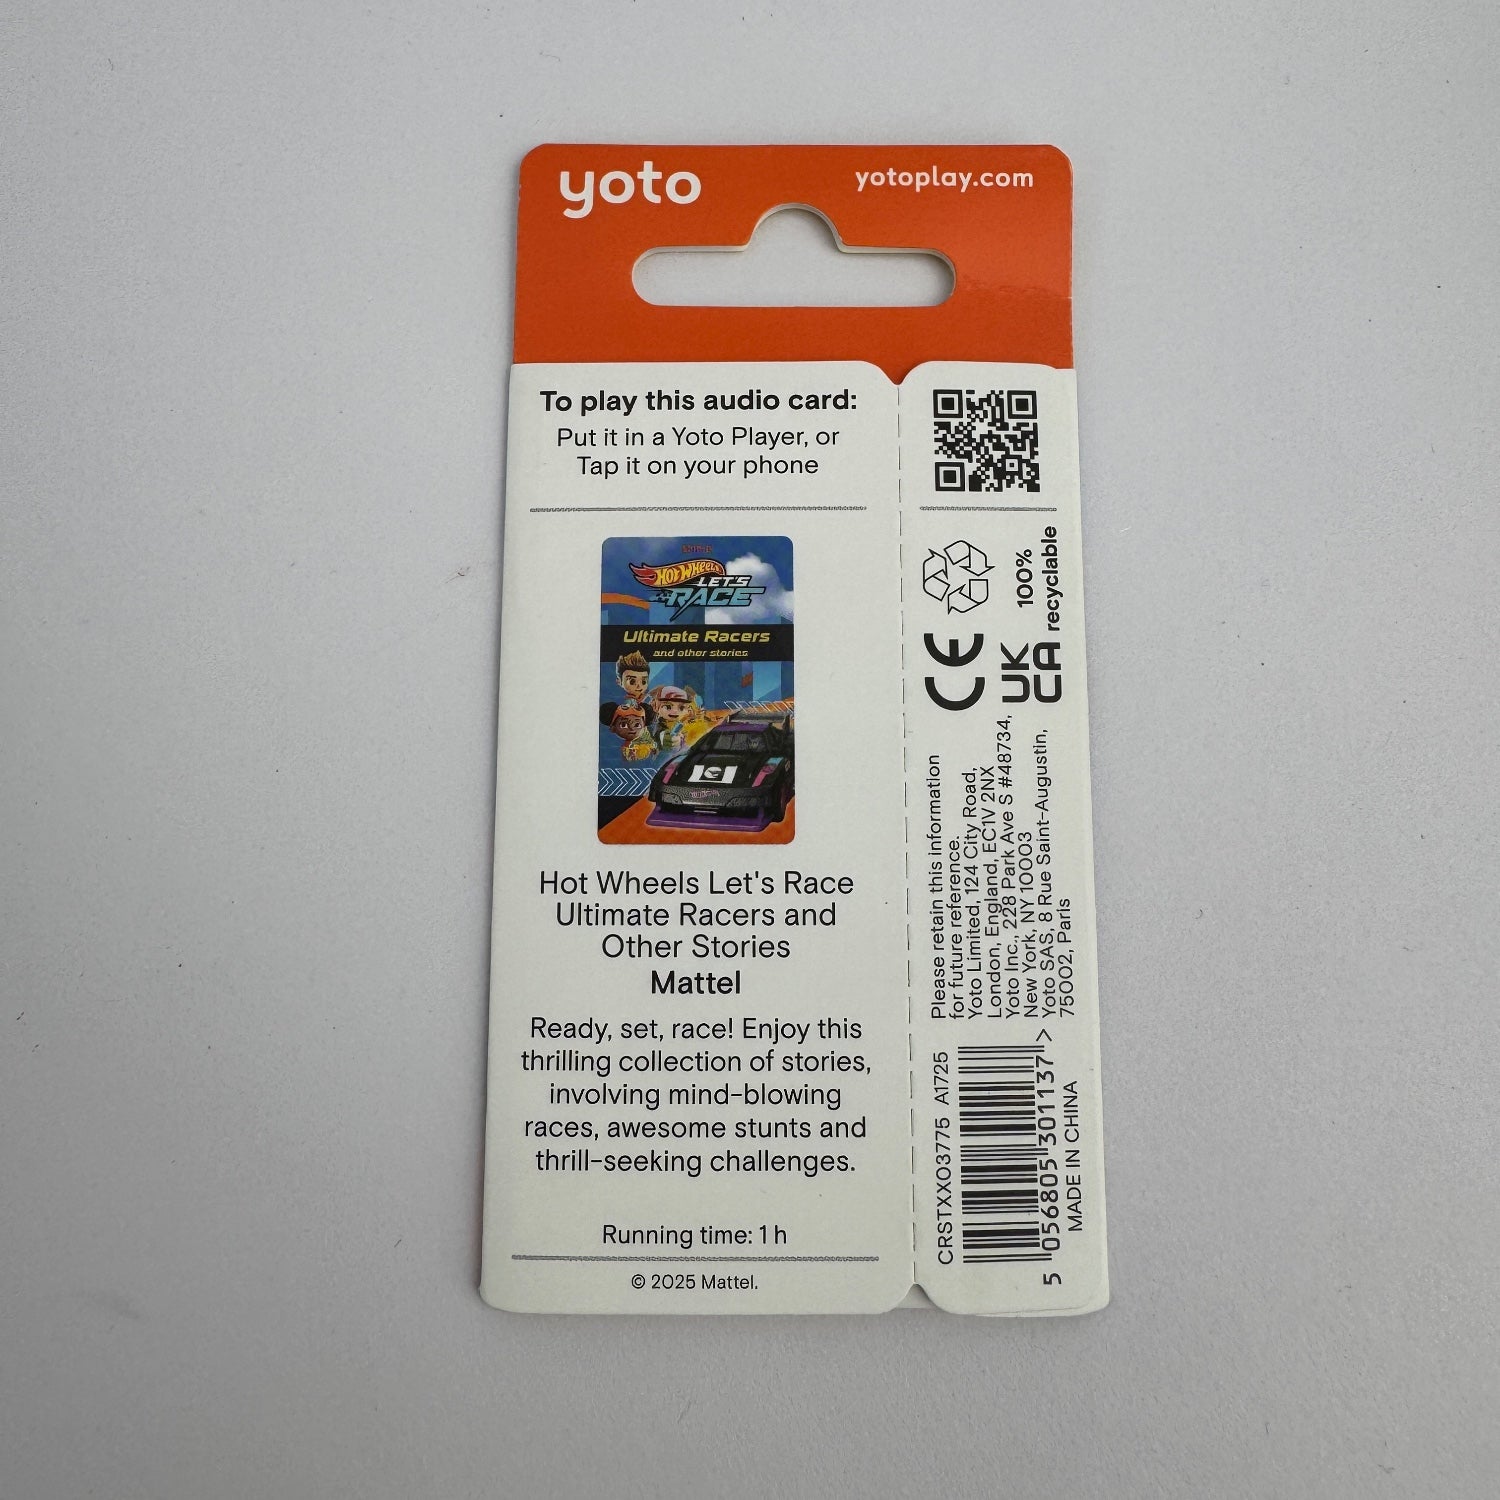 yoto
yotoplay.com
To play this audio card:
Put it in a Yoto Player, or
Tap it on your phone
HOT WHEELS
LET'S
RACE
Ultimate Racers
and other stories
Hot Wheels Let's Race
Ultimate Racers and
Other Stories
Mattel
Ready, set, race! Enjoy this
thrilling collection of stories,
involving mind-blowing
races, awesome stunts and
thrill-seeking challenges.
Running time: 1 h
© 2025 Mattel.
100%
recyclable
CE
UK
CA
Please retain this information
for future reference.
Yoto Limited, 124 City Road,
London, England, EC1V 2NX
Yoto Inc., 228 Park Ave S #48734,
New York, NY 10003
Yoto SAS, 8 Rue Saint-Augustin,
75002, Paris
CRSTXX03775 A1725
5 056805 301137 >
MADE IN CHINA